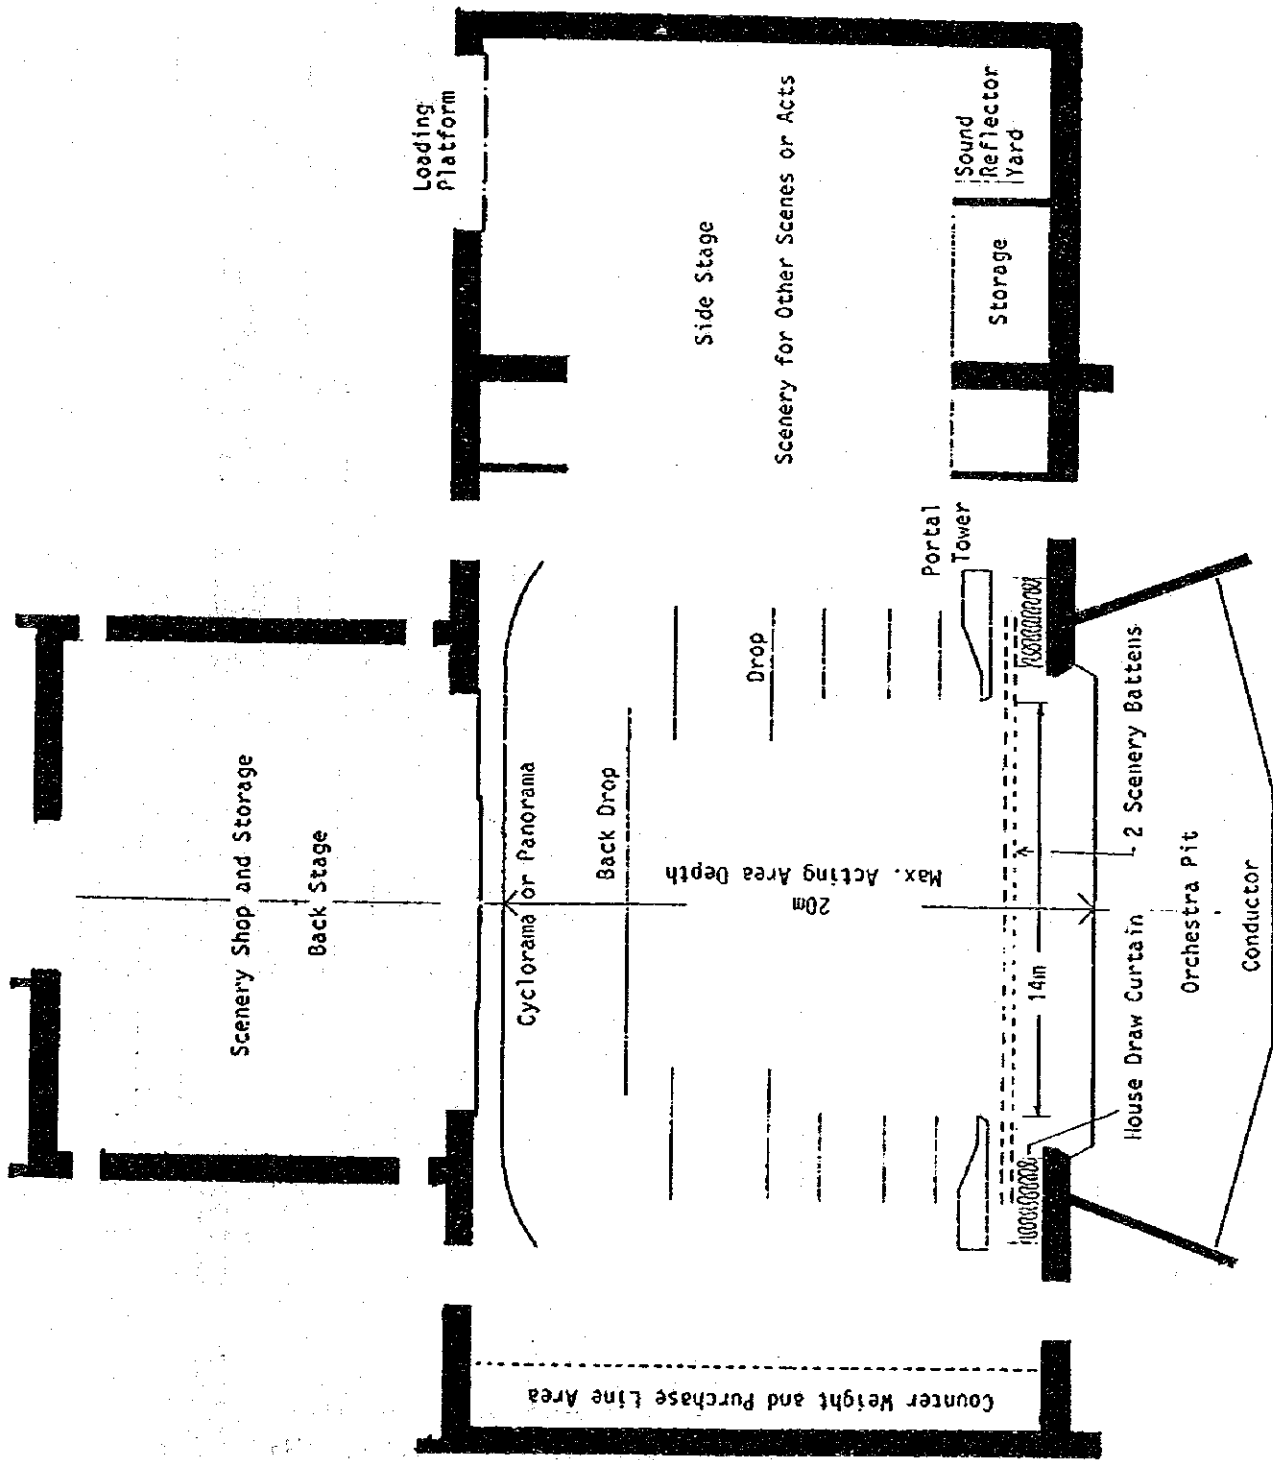 Loading
Platform
Sound
Reflector
Yard
Side Stage
Scenery for Other Scenes or Acts
Storage
Portal
Tower
Scenery Shop and Storage
Back Stage
Cyclorama or Panorama
Back Drop
Drop
Max. Acting Area Depth
20m
14m
2 Scenery Battens
House Draw Curtain
Orchestra Pit
Conductor
Counter Weight and Purchase Line Area